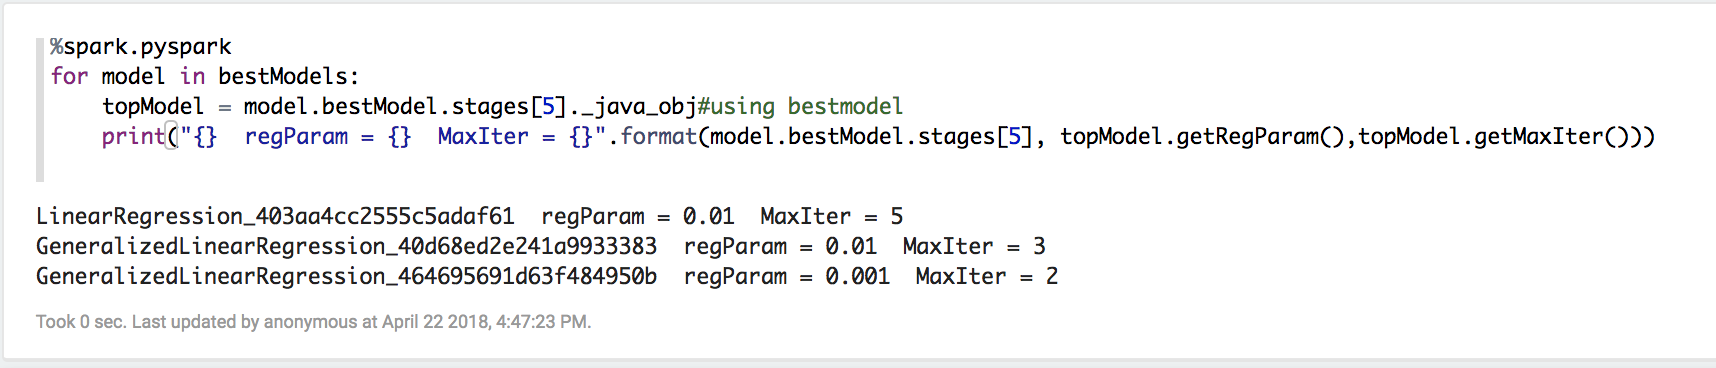 %spark.pyspark
for model in bestModels:
    topModel = model.bestModel.stages[5]._java_obj#using bestmodel
    print("{}  regParam = {}  MaxIter = {}".format(model.bestModel.stages[5], topModel.getRegParam(),topModel.getMaxIter()))
LinearRegression_403aa4cc2555c5adaf61  regParam = 0.01  MaxIter = 5
GeneralizedLinearRegression_40d68ed2e241a9933383  regParam = 0.01  MaxIter = 3
GeneralizedLinearRegression_464695691d63f484950b  regParam = 0.001  MaxIter = 2
Took 0 sec. Last updated by anonymous at April 22 2018, 4:47:23 PM.